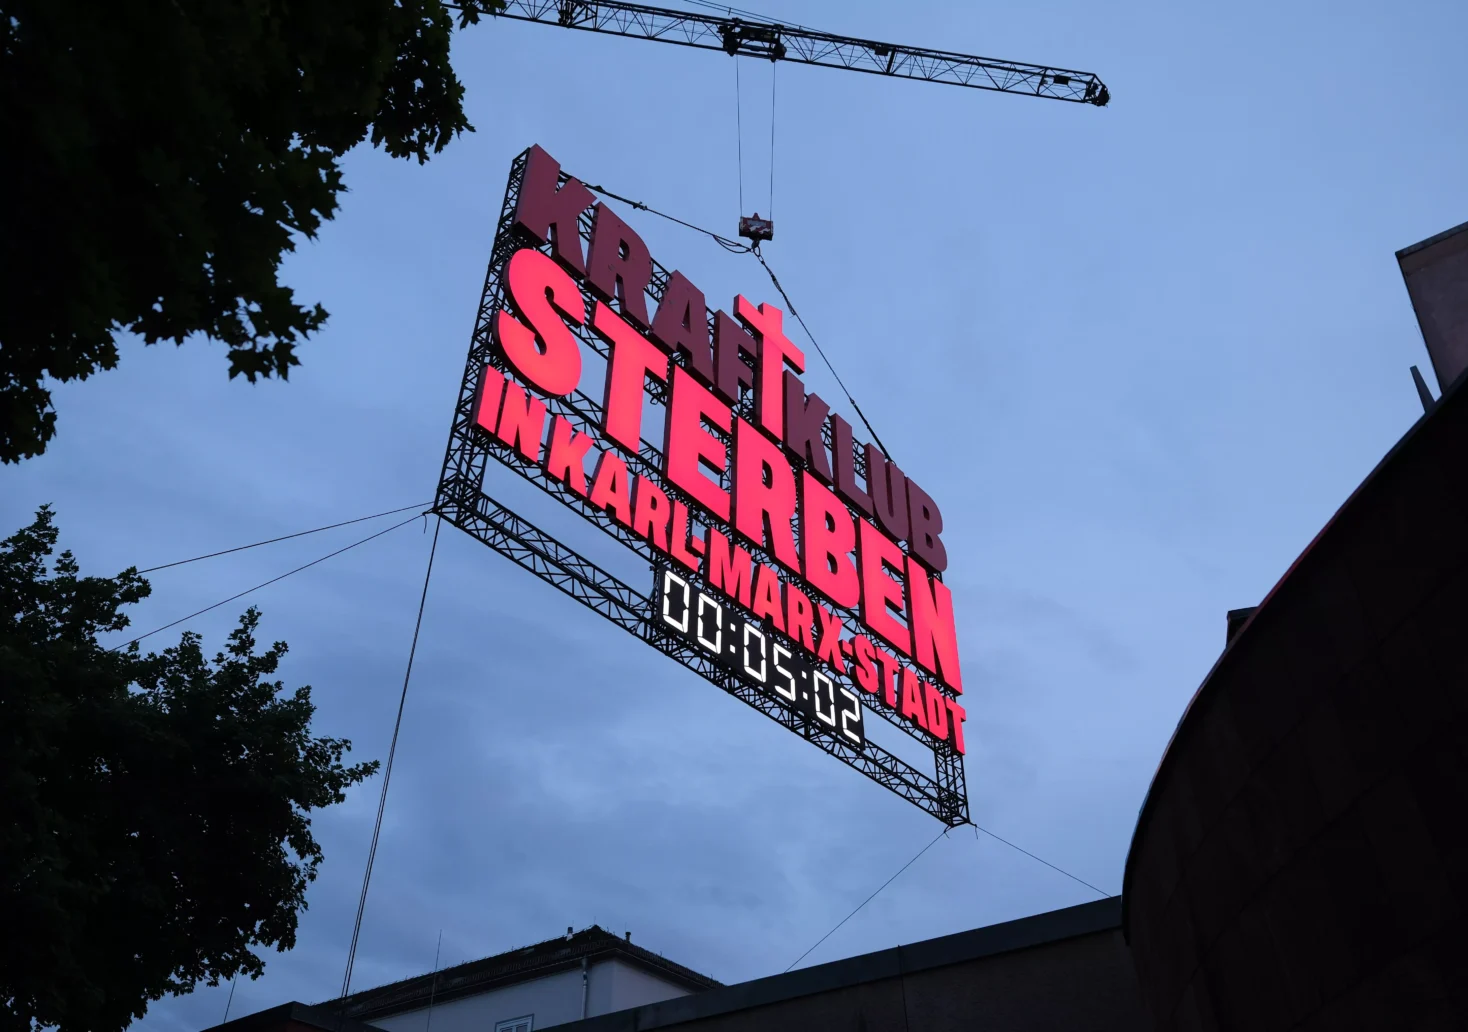 KRAFTKLUB
STERBEN
IN KARL-MARX-STADT
00:05:02